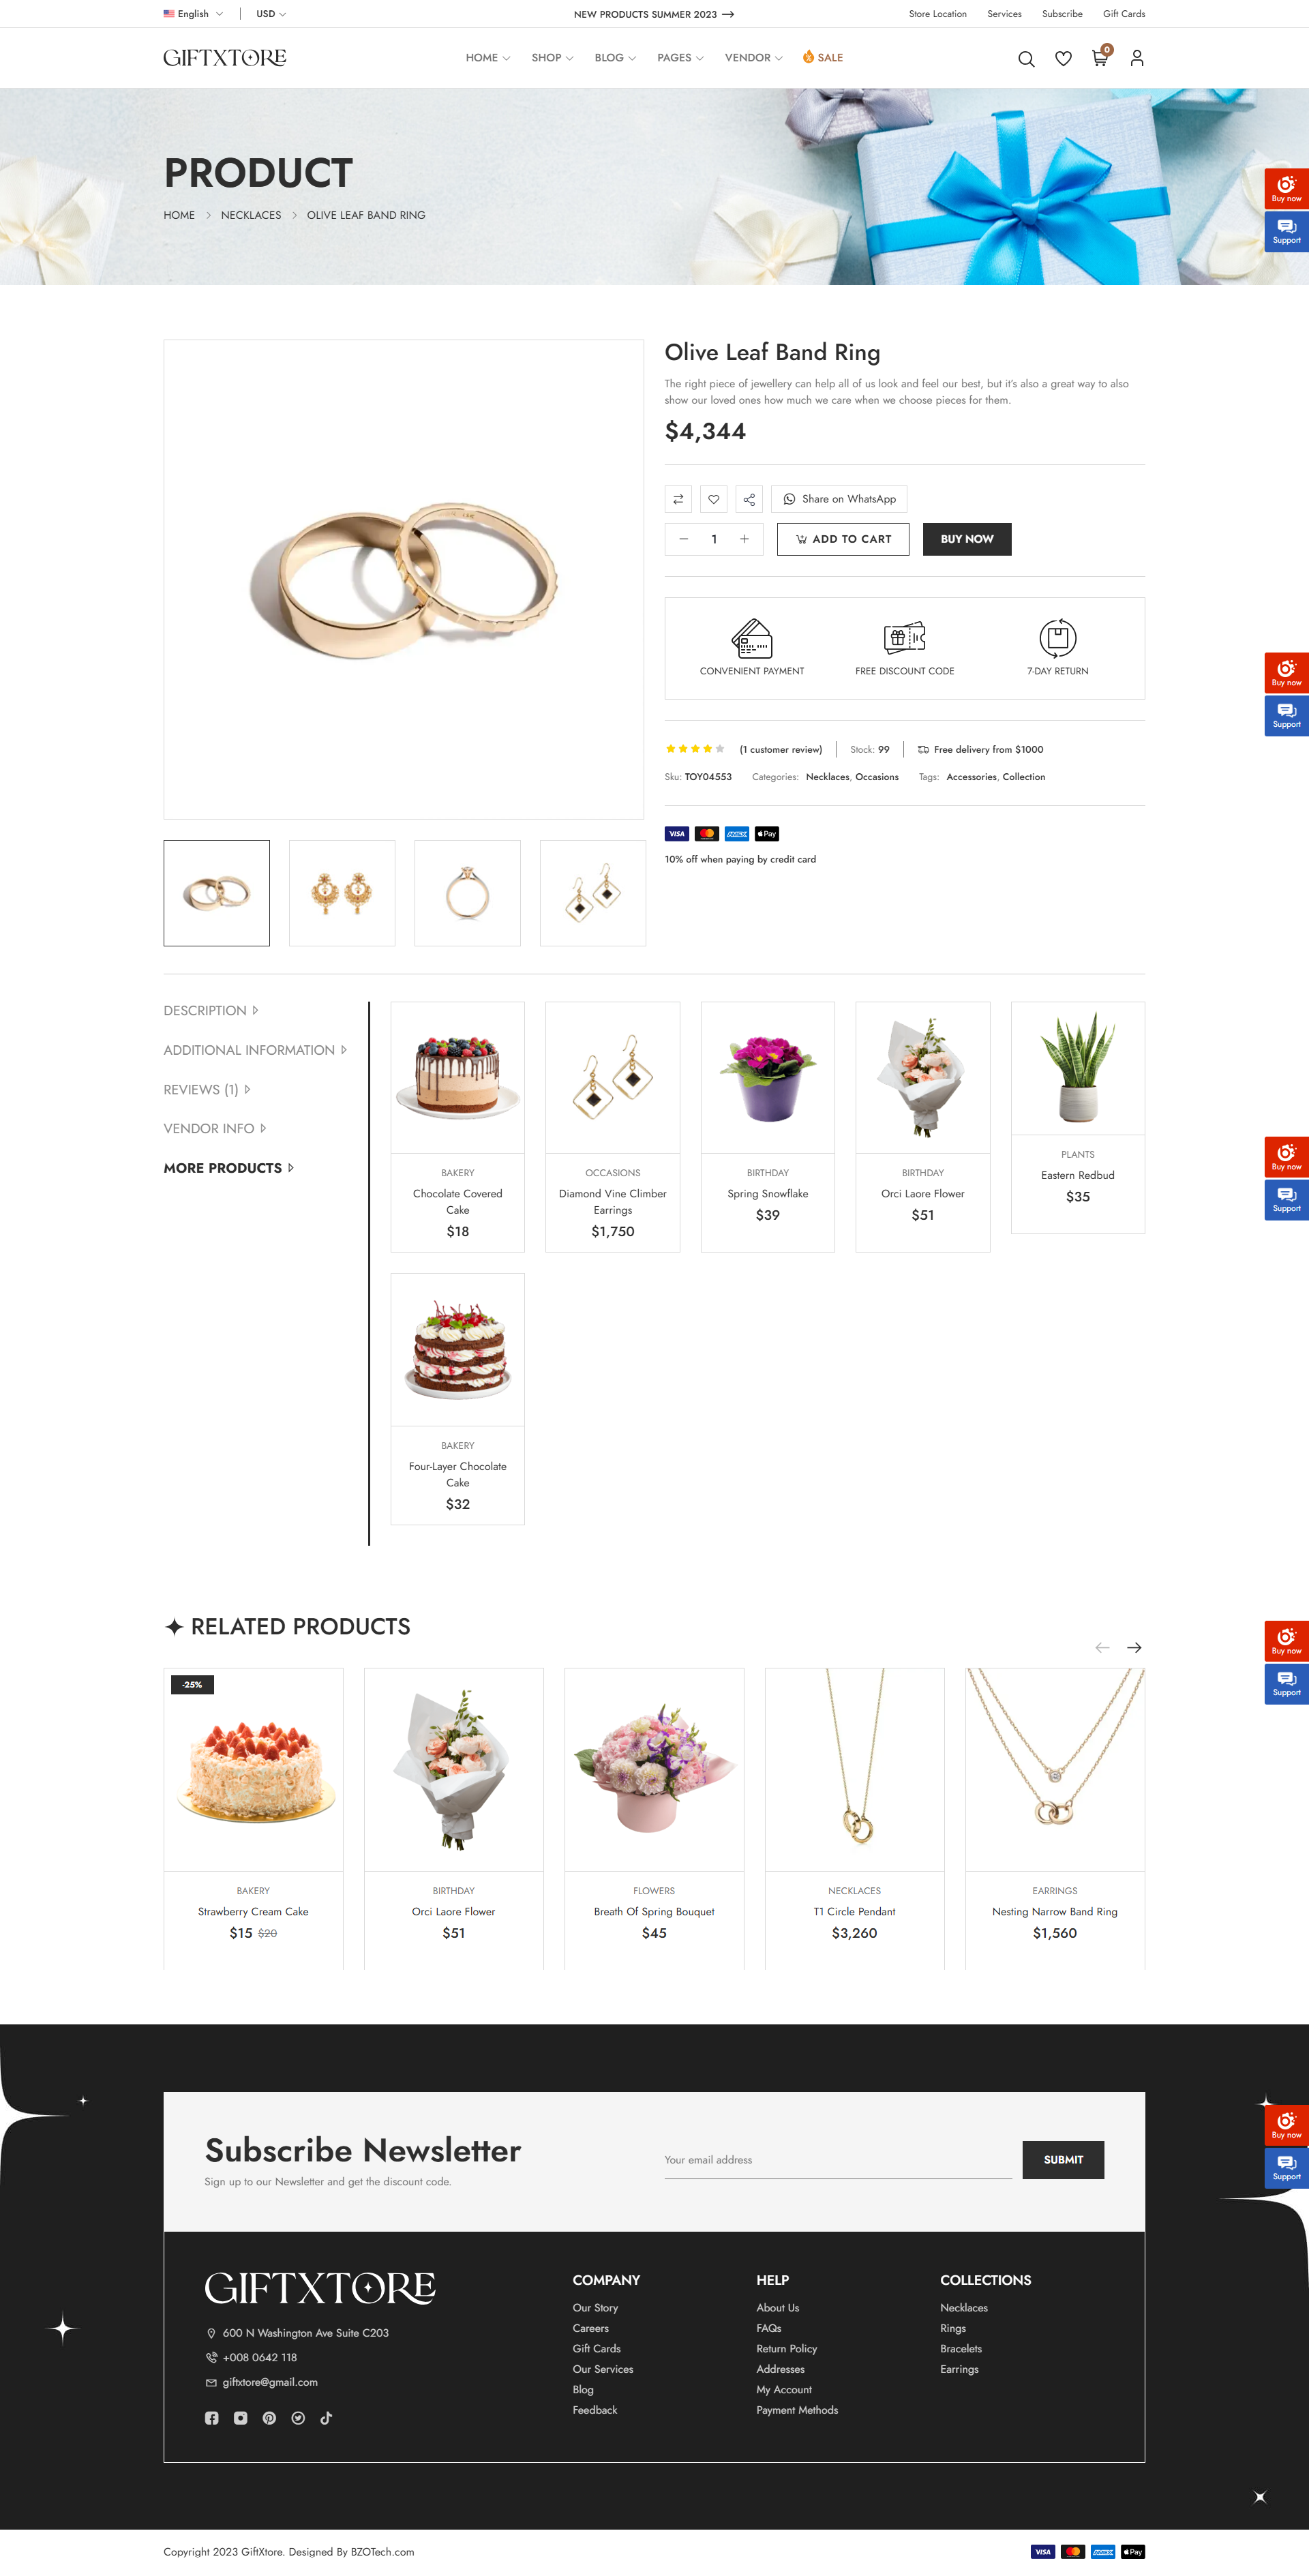 English
USD
NEW PRODUCTS SUMMER 2023
Store Location
Services
Subscribe
Gift Cards
GIFTXTORE
HOME
SHOP
BLOG
PAGES
VENDOR
SALE
0
PRODUCT
HOME
NECKLACES
OLIVE LEAF BAND RING
Buy now
Support
Olive Leaf Band Ring
The right piece of jewellery can help all of us look and feel our best, but it's also a great way to also
show our loved ones how much we care when we choose pieces for them.
$4,344
Share on WhatsApp
1
ADD TO CART
BUY NOW
CONVENIENT PAYMENT
FREE DISCOUNT CODE
7-DAY RETURN
Buy now
Support
(1 customer review)
Stock: 99
Free delivery from $1000
Sku: TOY04553
Categories: Necklaces, Occasions
Tags: Accessories, Collection
VISA
AMEX
Pay
10% off when paying by credit card
DESCRIPTION
ADDITIONAL INFORMATION
REVIEWS (1)
VENDOR INFO
MORE PRODUCTS
BAKERY
Chocolate Covered
Cake
$18
OCCASIONS
Diamond Vine Climber
Earrings
$1,750
BIRTHDAY
Spring Snowflake
$39
BIRTHDAY
Orci Laore Flower
$51
PLANTS
Eastern Redbud
$35
Buy now
Support
BAKERY
Four-Layer Chocolate
Cake
$32
RELATED PRODUCTS
Buy now
Support
-25%
BAKERY
Strawberry Cream Cake
$15 $20
BIRTHDAY
Orci Laore Flower
$51
FLOWERS
Breath Of Spring Bouquet
$45
NECKLACES
T1 Circle Pendant
$3,260
EARRINGS
Nesting Narrow Band Ring
$1,560
Subscribe Newsletter
Sign up to our Newsletter and get the discount code.
Your email address
SUBMIT
Buy now
Support
GIFTXTORE
600 N Washington Ave Suite C203
+008 0642 118
giftxtore@gmail.com
COMPANY
Our Story
Careers
Gift Cards
Our Services
Blog
Feedback
HELP
About Us
FAQs
Return Policy
Addresses
My Account
Payment Methods
COLLECTIONS
Necklaces
Rings
Bracelets
Earrings
Copyright 2023 GiftXtore. Designed By BZOTech.com
VISA
AMEX
Pay